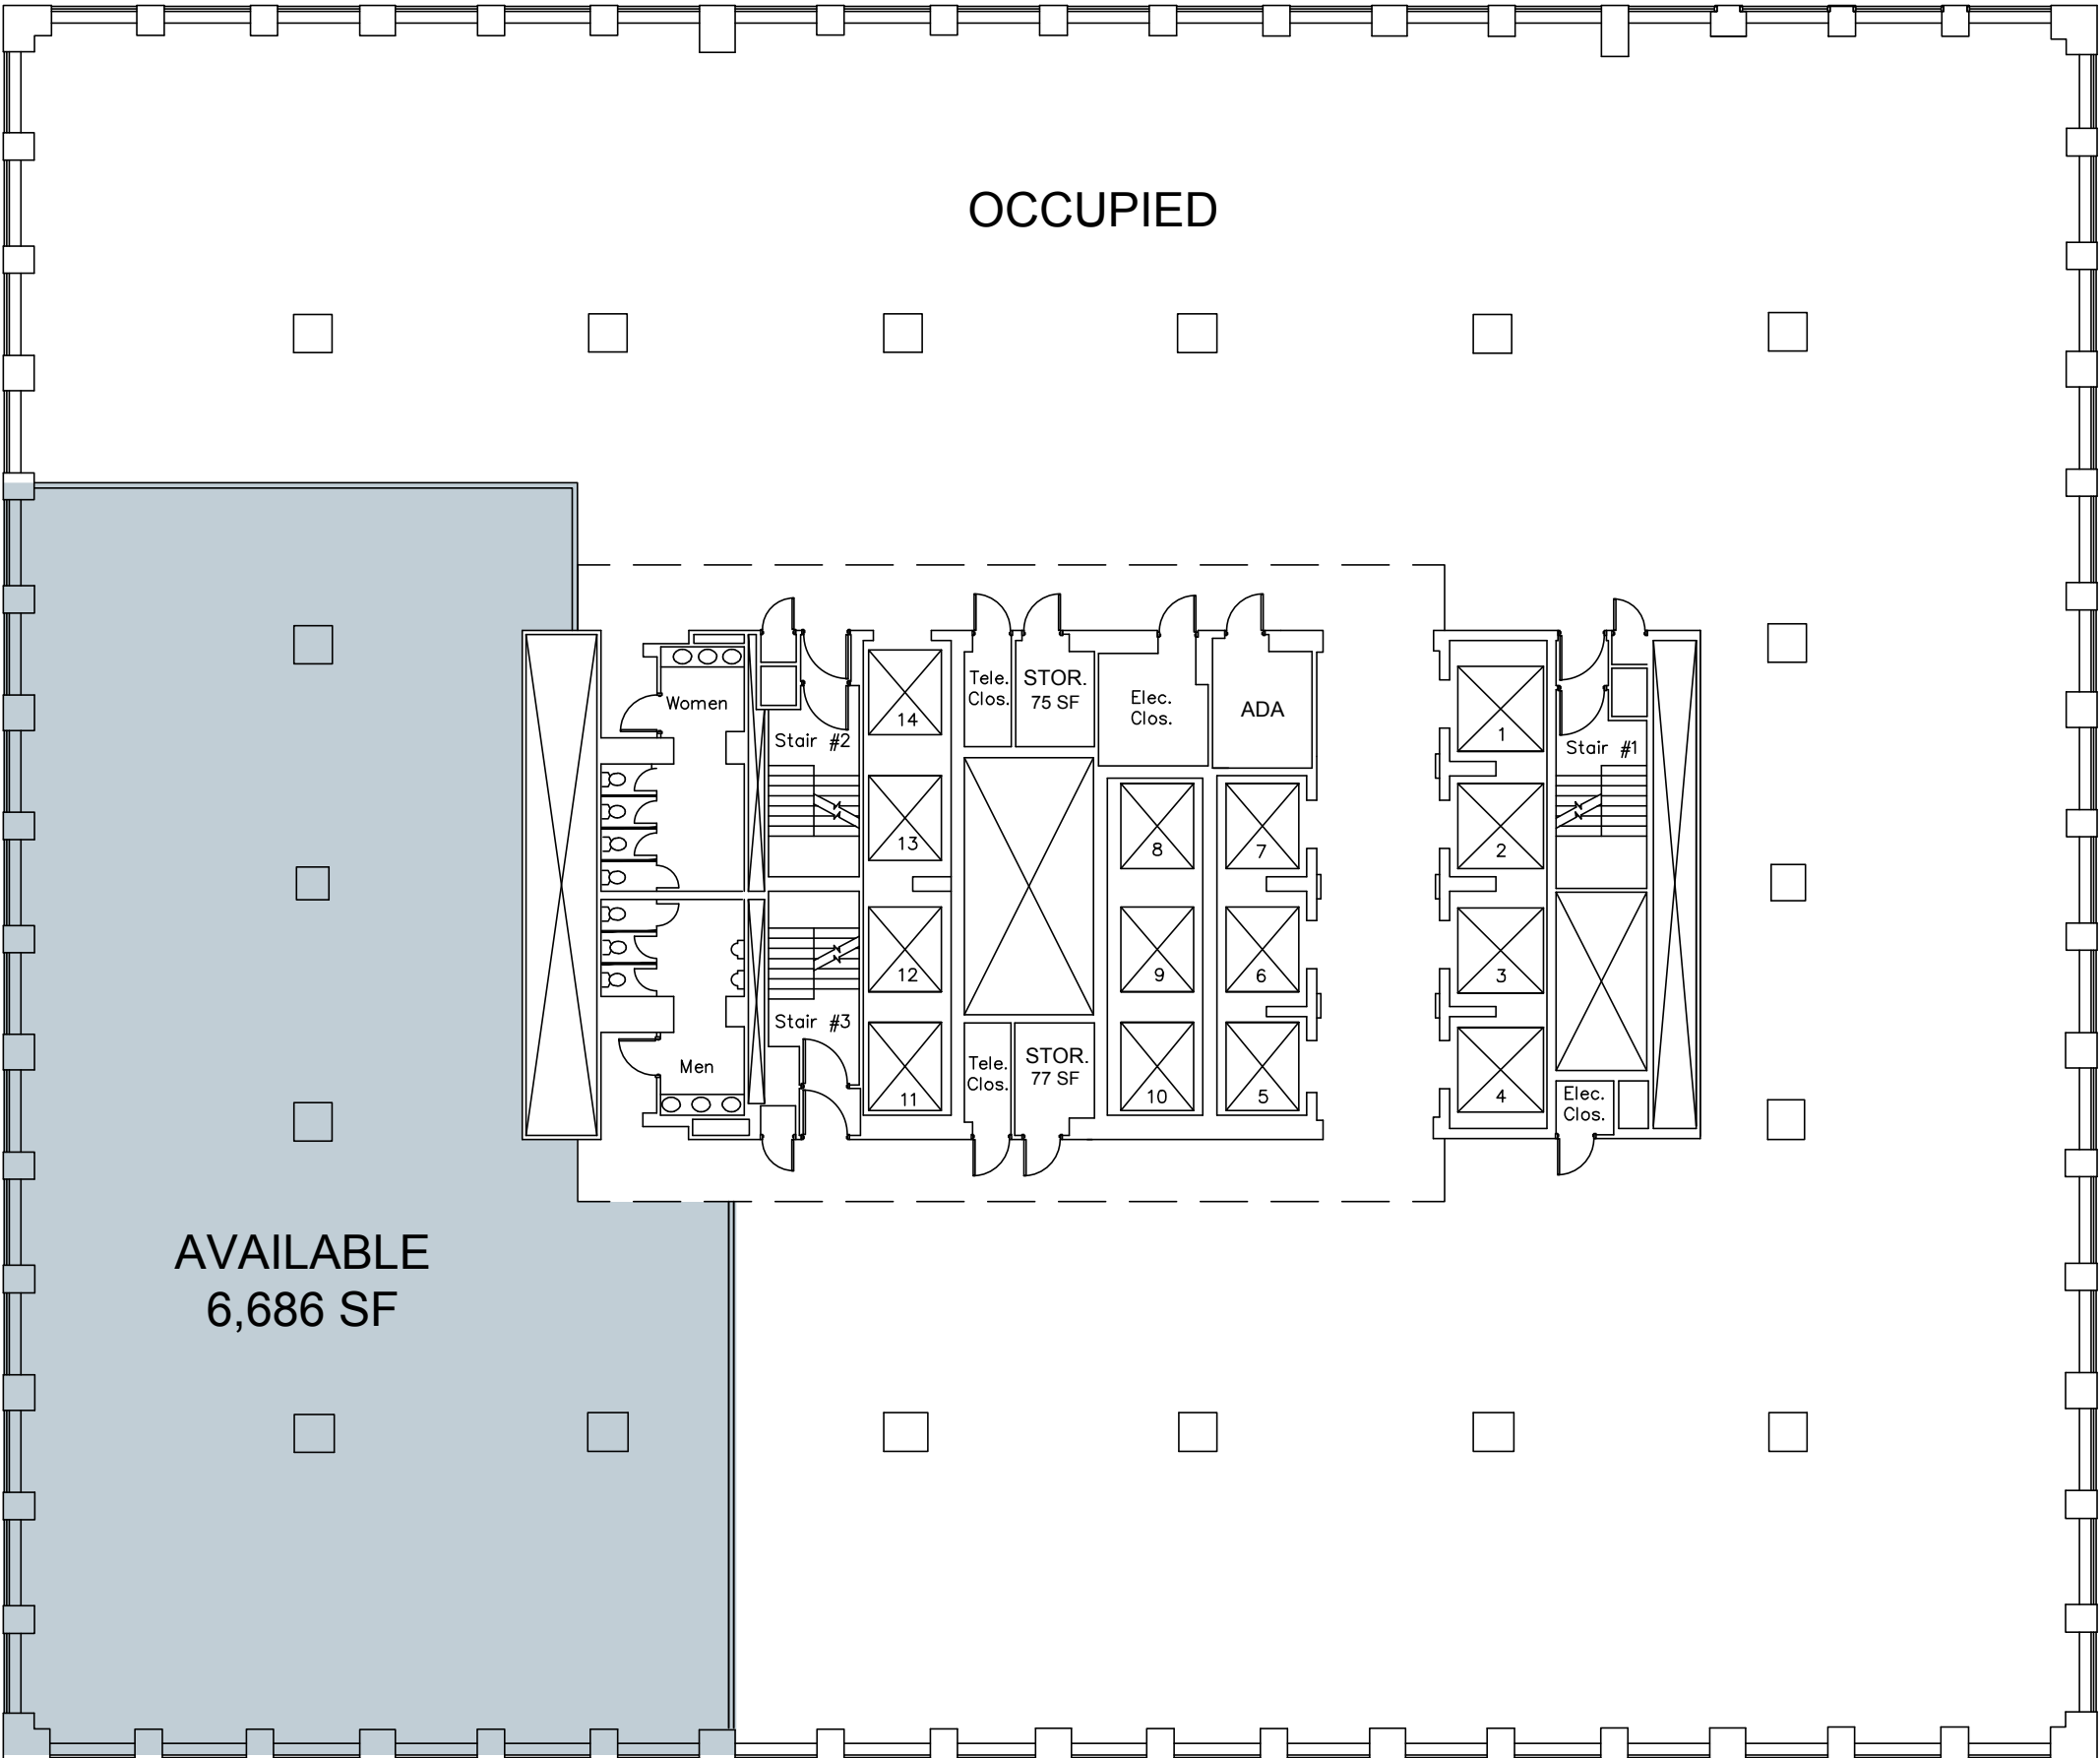 OCCUPIED
Women
Stair #2
14
Tele.
Clos.
STOR.
75 SF
Elec.
Clos.
ADA
1
Stair #1
13
8
7
2
12
9
6
3
Stair #3
Men
11
Tele.
Clos.
STOR.
77 SF
10
5
4
Elec.
Clos.
AVAILABLE
6,686 SF